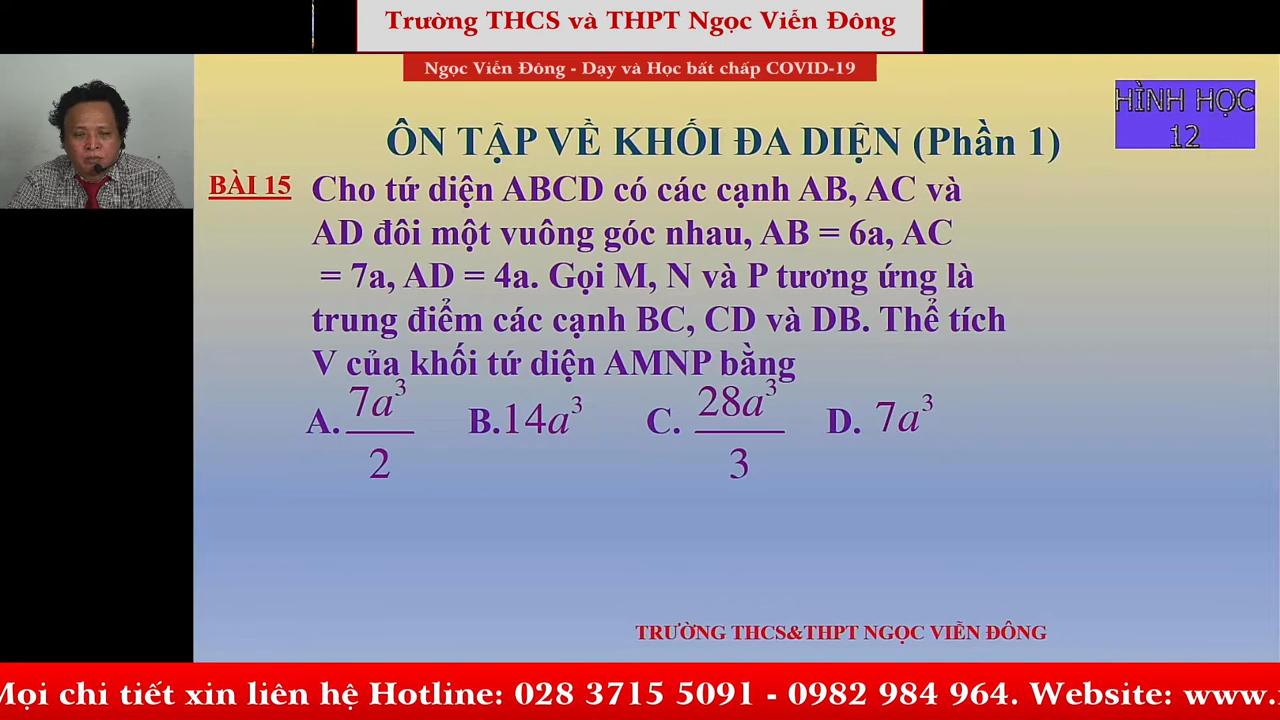 Trường THCS và THPT Ngọc Viễn Đông
Ngọc Viễn Đông - Dạy và Học bất chấp COVID-19
HÌNH HỌC
12
ÔN TẬP VỀ KHỐI ĐA DIỆN (Phần 1)
BÀI 15 Cho tứ diện ABCD có các cạnh AB, AC và
AD đôi một vuông góc nhau, AB = 6a, AC
= 7a, AD = 4a. Gọi M, N và P tương ứng là
trung điểm các cạnh BC, CD và DB. Thể tích
V của khối tứ diện AMNP bằng
A. 7a³/2 B. 14a³ C. 28a³/3 D. 7a³
TRƯỜNG THCS&THPT NGỌC VIỄN ĐÔNG
Mọi chi tiết xin liên hệ Hotline: 028 3715 5091 - 0982 984 964. Website: www.